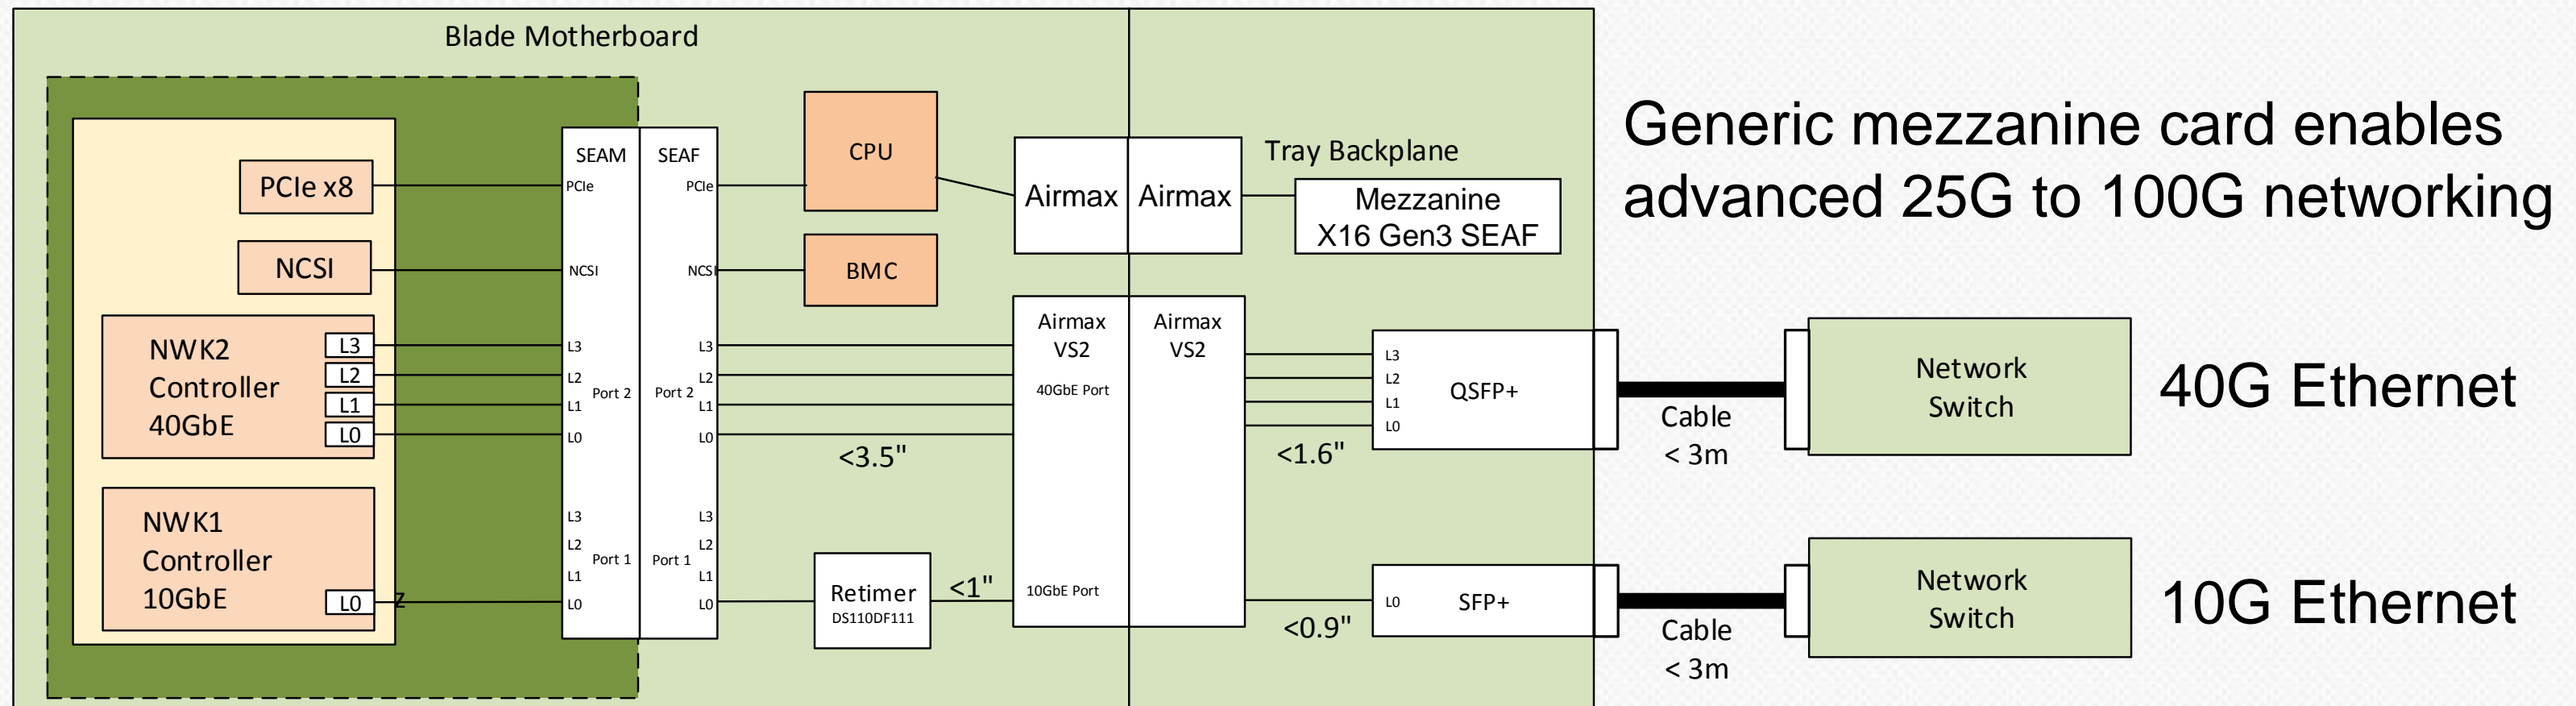 Blade Motherboard
PCIe x8
NCSI
NWK2
Controller
40GbE
L3
L2
L1
L0
NWK1
Controller
10GbE
L0
Z
SEAM
PCIe
NCSI
L3
L2
L1
L0
Port 2
L3
L2
L1
L0
Port 1
SEAF
PCIe
NCSI
L3
L2
L1
L0
Port 2
L3
L2
L1
L0
Port 1
CPU
BMC
<3.5"
Retimer
DS110DF111
<1"
Airmax
Airmax
Airmax
VS2
40GbE Port
10GbE Port
Airmax
VS2
Tray Backplane
Mezzanine
X16 Gen3 SEAF
<1.6"
<0.9"
L3
L2
L1
L0
QSFP+
L0
SFP+
Cable
< 3m
Cable
< 3m
Generic mezzanine card enables
advanced 25G to 100G networking
Network
Switch
40G Ethernet
Network
Switch
10G Ethernet